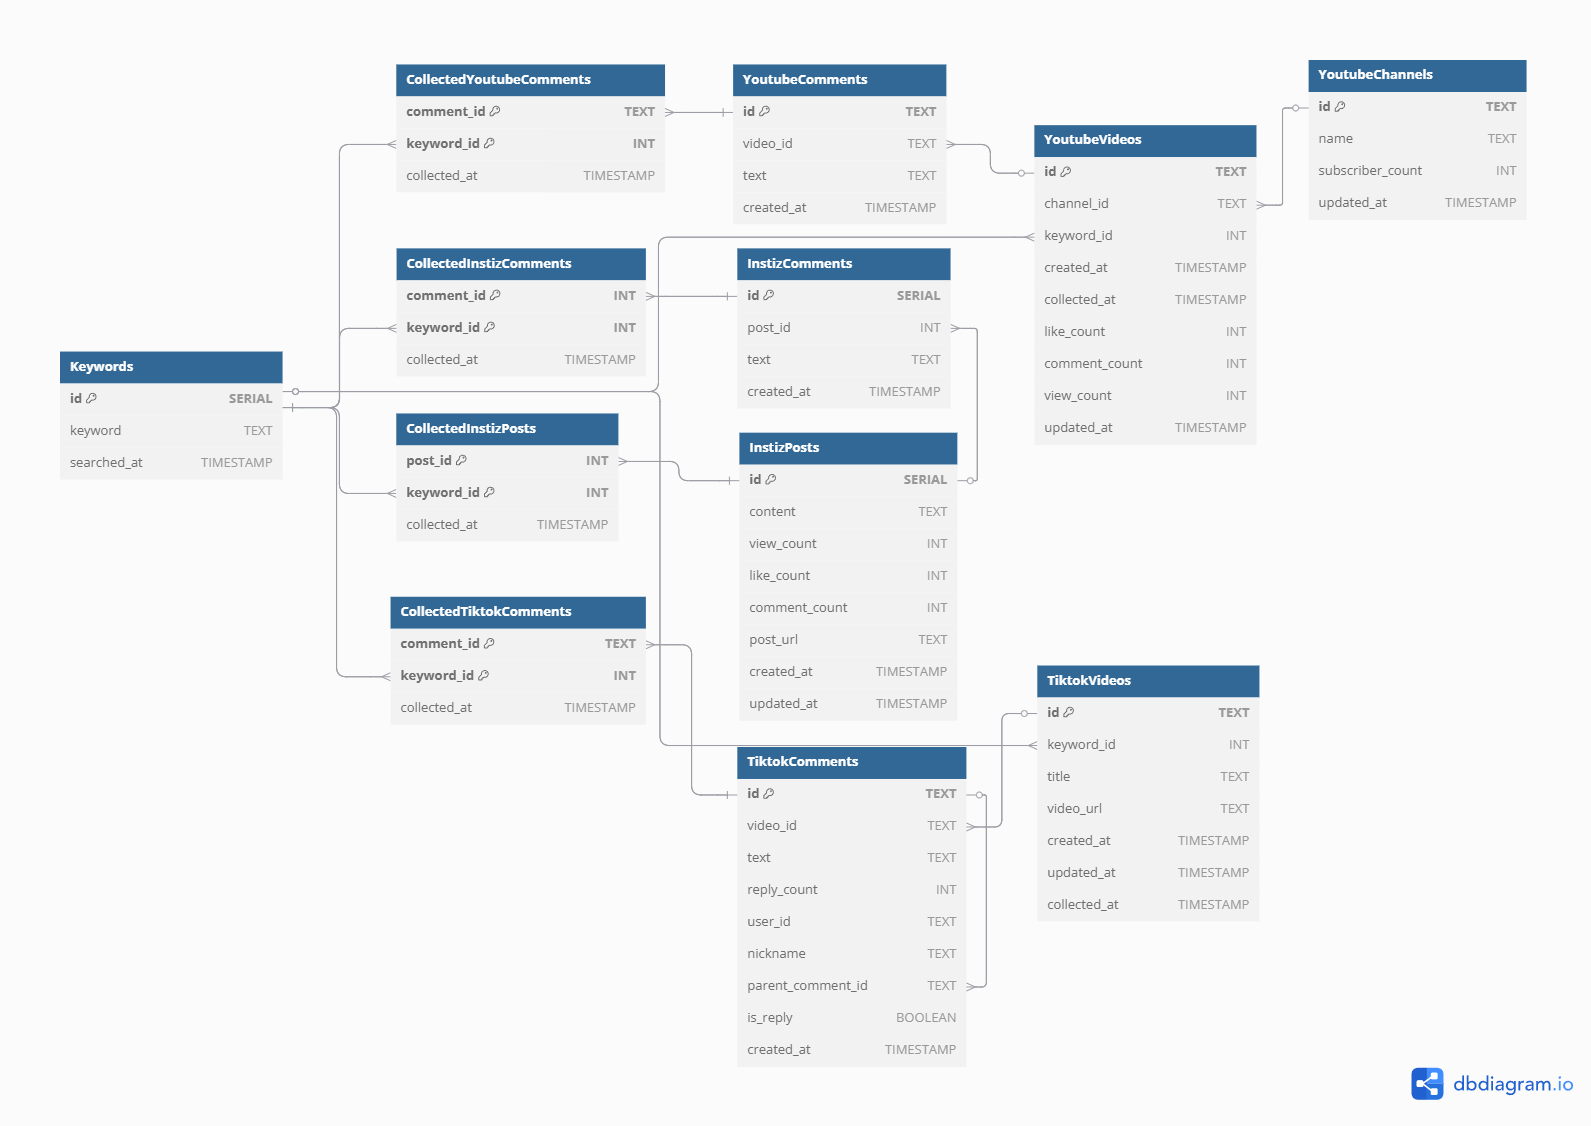 CollectedYoutubeComments
comment_id TEXT
keyword_id INT
collected_at TIMESTAMP
YoutubeComments
id TEXT
video_id TEXT
text TEXT
created_at TIMESTAMP
YoutubeVideos
id TEXT
channel_id TEXT
keyword_id INT
created_at TIMESTAMP
collected_at TIMESTAMP
like_count INT
comment_count INT
view_count INT
updated_at TIMESTAMP
YoutubeChannels
id TEXT
name TEXT
subscriber_count INT
updated_at TIMESTAMP
CollectedInstizComments
comment_id INT
keyword_id INT
collected_at TIMESTAMP
InstizComments
id SERIAL
post_id INT
text TEXT
created_at TIMESTAMP
Keywords
id SERIAL
keyword TEXT
searched_at TIMESTAMP
CollectedInstizPosts
post_id INT
keyword_id INT
collected_at TIMESTAMP
InstizPosts
id SERIAL
content TEXT
view_count INT
like_count INT
comment_count INT
post_url TEXT
created_at TIMESTAMP
updated_at TIMESTAMP
CollectedTiktokComments
comment_id TEXT
keyword_id INT
collected_at TIMESTAMP
TiktokComments
id TEXT
video_id TEXT
text TEXT
reply_count INT
user_id TEXT
nickname TEXT
parent_comment_id TEXT
is_reply BOOLEAN
created_at TIMESTAMP
TiktokVideos
id TEXT
keyword_id INT
title TEXT
video_url TEXT
created_at TIMESTAMP
updated_at TIMESTAMP
collected_at TIMESTAMP
dbdiagram.io